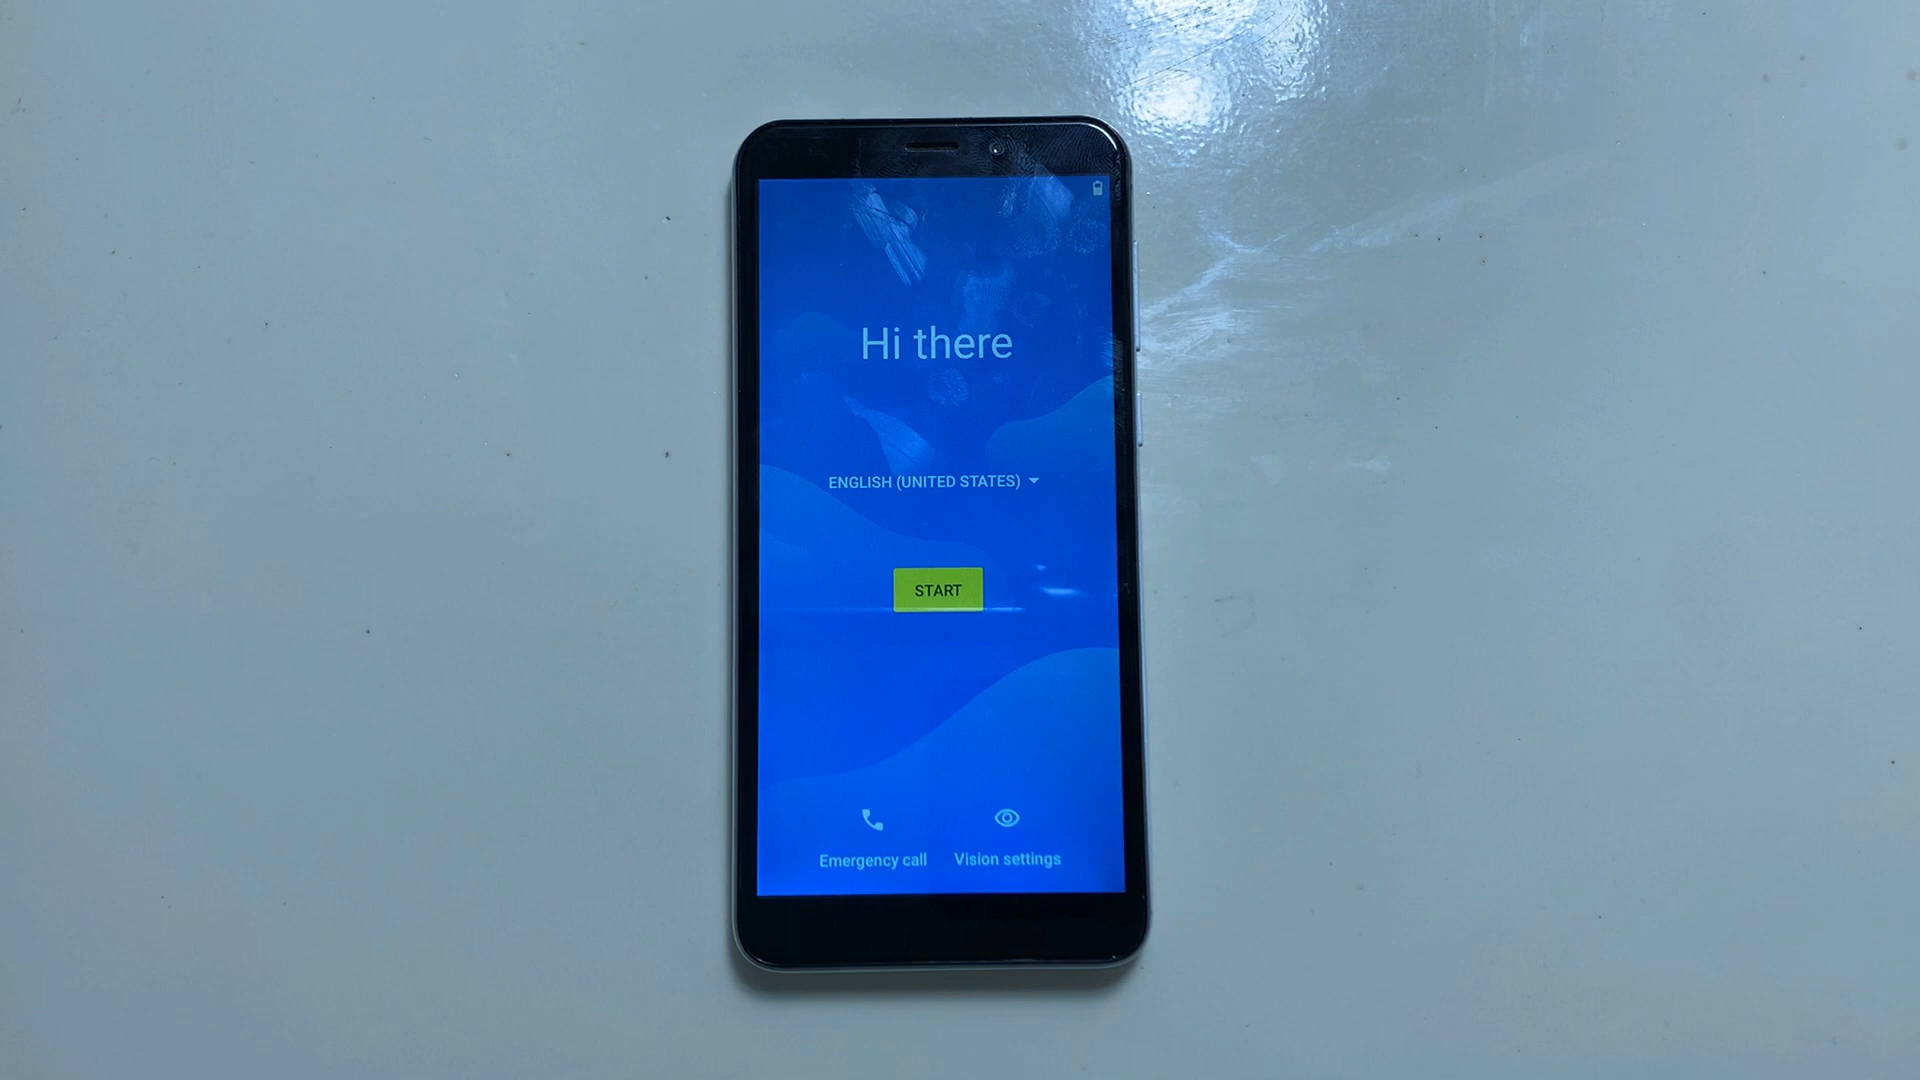 Hi there
ENGLISH (UNITED STATES)
START
Emergency call
Vision settings